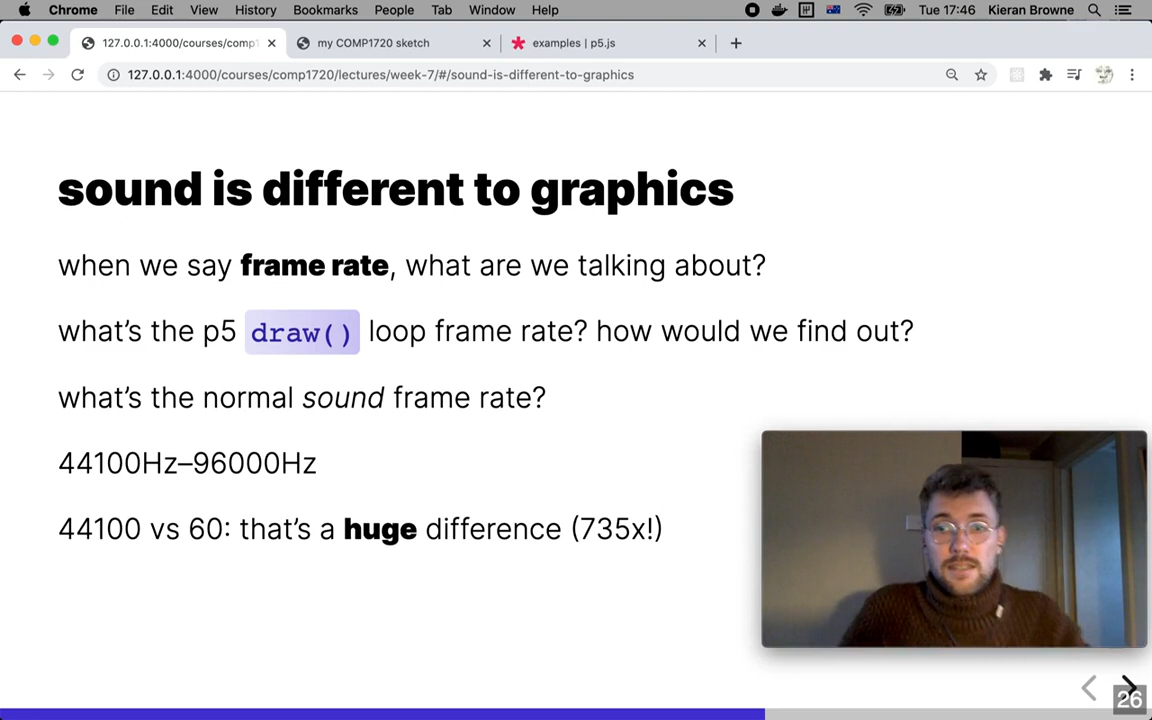 Chrome File Edit View History Bookmarks People Tab Window Help Tue 17:46 Kieran Browne
127.0.0.1:4000/courses/comp1 my COMP1720 sketch examples | p5.js
127.0.0.1:4000/courses/comp1720/lectures/week-7/#/sound-is-different-to-graphics
sound is different to graphics
when we say frame rate, what are we talking about?
what’s the p5 draw() loop frame rate? how would we find out?
what’s the normal sound frame rate?
44100Hz–96000Hz
44100 vs 60: that’s a huge difference (735x!)
26